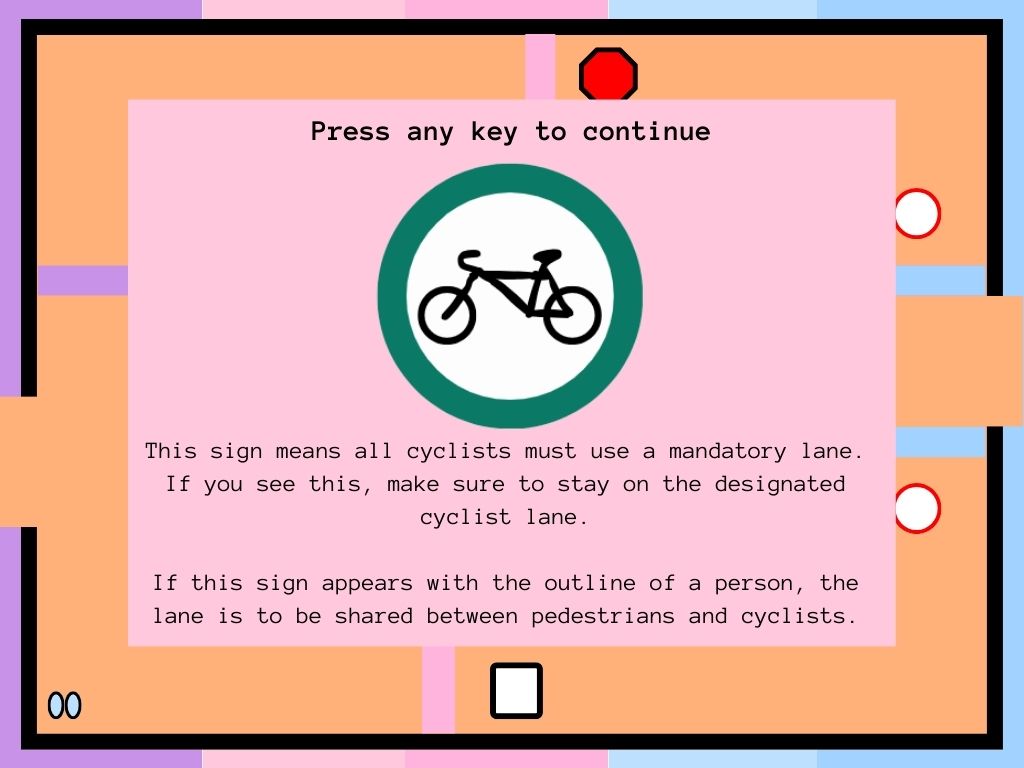 Press any key to continue
This sign means all cyclists must use a mandatory lane.
If you see this, make sure to stay on the designated
cyclist lane.
If this sign appears with the outline of a person, the
lane is to be shared between pedestrians and cyclists.